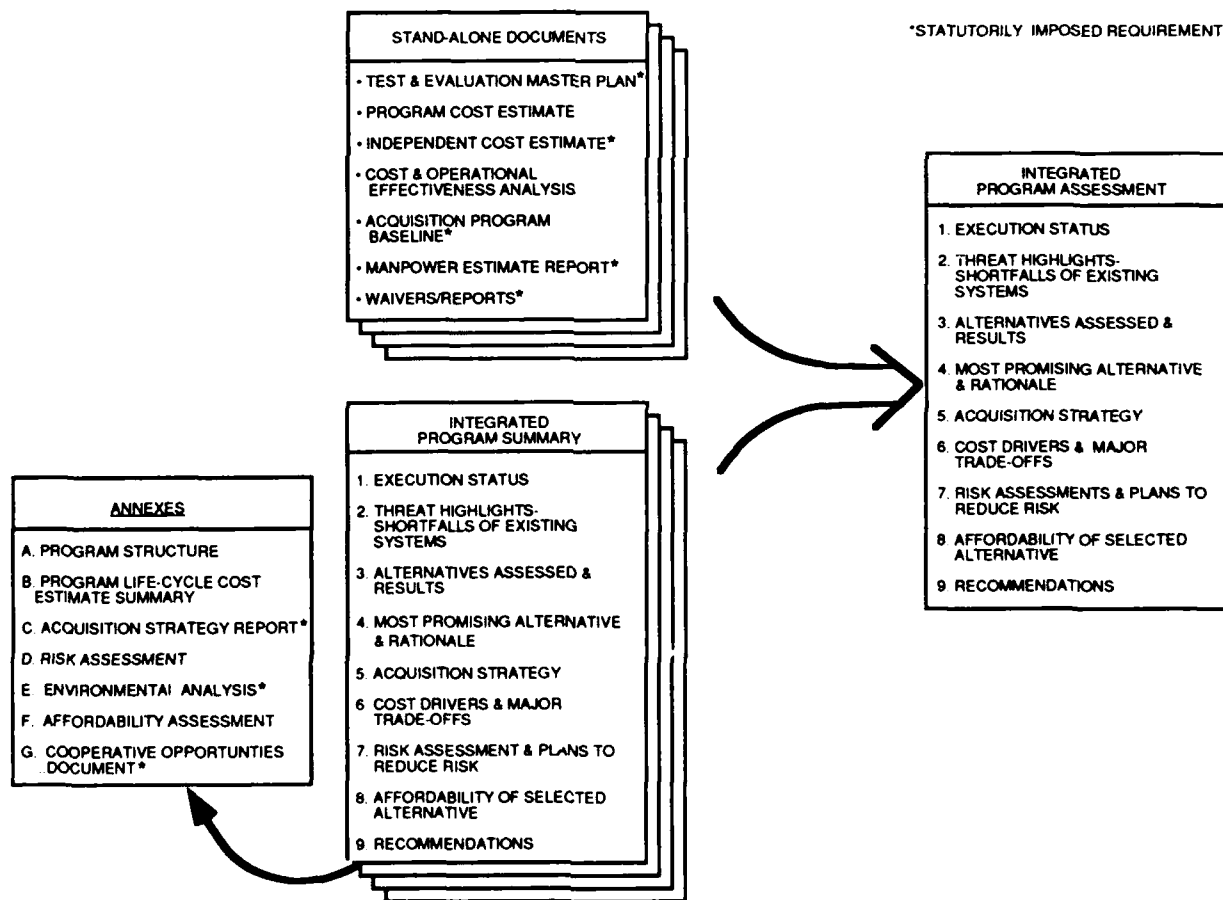 STAND-ALONE DOCUMENTS
• TEST & EVALUATION MASTER PLAN*
• PROGRAM COST ESTIMATE
• INDEPENDENT COST ESTIMATE*
• COST & OPERATIONAL
EFFECTIVENESS ANALYSIS
• ACQUISITION PROGRAM
BASELINE*
• MANPOWER ESTIMATE REPORT*
• WAIVERS/REPORTS*
*STATUTORILY IMPOSED REQUIREMENT
INTEGRATED
PROGRAM ASSESSMENT
1. EXECUTION STATUS
2. THREAT HIGHLIGHTS-
SHORTFALLS OF EXISTING
SYSTEMS
3. ALTERNATIVES ASSESSED &
RESULTS
4. MOST PROMISING ALTERNATIVE
& RATIONALE
5. ACQUISITION STRATEGY
6. COST DRIVERS & MAJOR
TRADE-OFFS
7. RISK ASSESSMENTS & PLANS TO
REDUCE RISK
8. AFFORDABILITY OF SELECTED
ALTERNATIVE
9. RECOMMENDATIONS
INTEGRATED
PROGRAM SUMMARY
1. EXECUTION STATUS
2. THREAT HIGHLIGHTS-
SHORTFALLS OF EXISTING
SYSTEMS
3. ALTERNATIVES ASSESSED &
RESULTS
4. MOST PROMISING ALTERNATIVE
& RATIONALE
5. ACQUISITION STRATEGY
6. COST DRIVERS & MAJOR
TRADE-OFFS
7. RISK ASSESSMENT & PLANS TO
REDUCE RISK
8. AFFORDABILITY OF SELECTED
ALTERNATIVE
9. RECOMMENDATIONS
ANNEXES
A. PROGRAM STRUCTURE
B. PROGRAM LIFE-CYCLE COST
ESTIMATE SUMMARY
C. ACQUISITION STRATEGY REPORT*
D. RISK ASSESSMENT
E. ENVIRONMENTAL ANALYSIS*
F. AFFORDABILITY ASSESSMENT
G. COOPERATIVE OPPORTUNTIES
DOCUMENT*